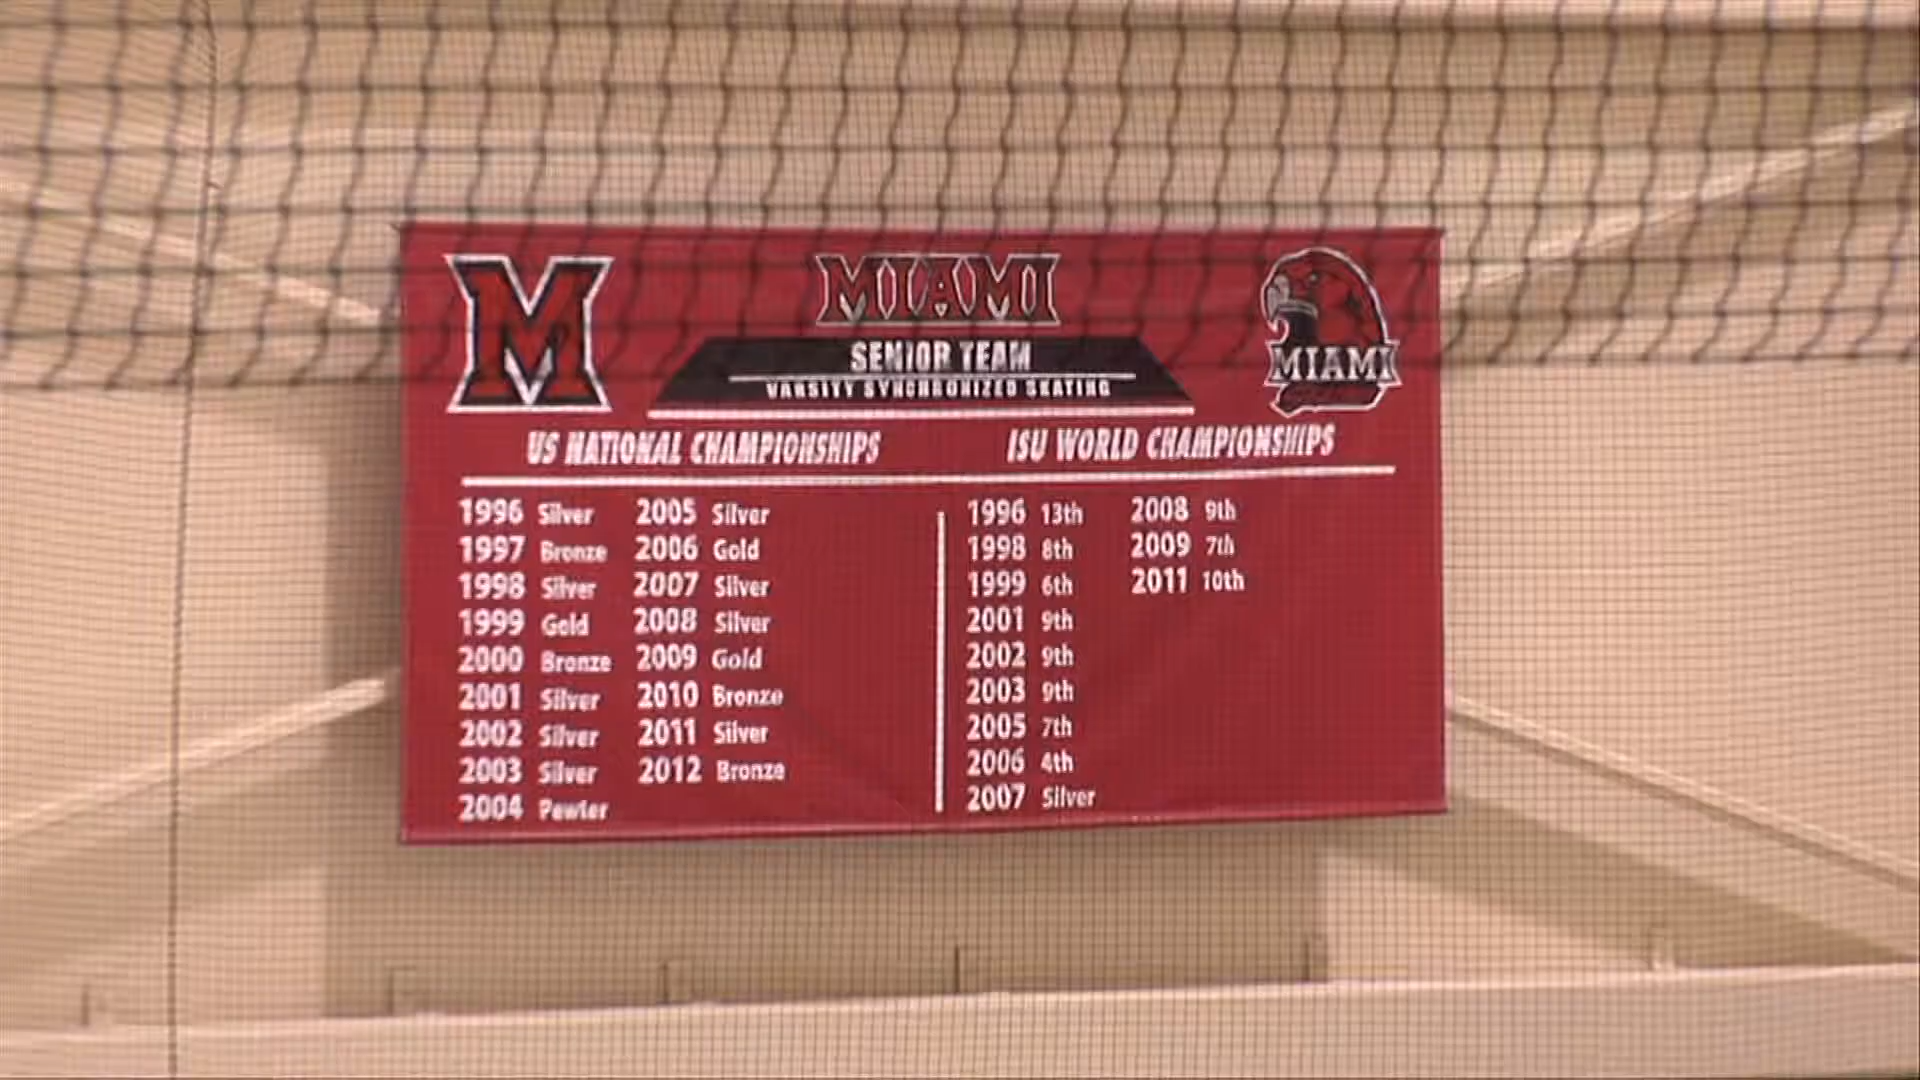 M
MIAMI
SENIOR TEAM
VARSITY SYNCHRONIZED SKATING
MIAMI
US NATIONAL CHAMPIONSHIPS
1996 Silver
1997 Bronze
1998 Silver
1999 Gold
2000 Bronze
2001 Silver
2002 Silver
2003 Silver
2004 Pewter
2005 Silver
2006 Gold
2007 Silver
2008 Silver
2009 Gold
2010 Bronze
2011 Silver
2012 Bronze
ISU WORLD CHAMPIONSHIPS
1996 13th
1998 8th
1999 6th
2001 9th
2002 9th
2003 9th
2005 7th
2006 4th
2007 Silver
2008 9th
2009 7th
2011 10th